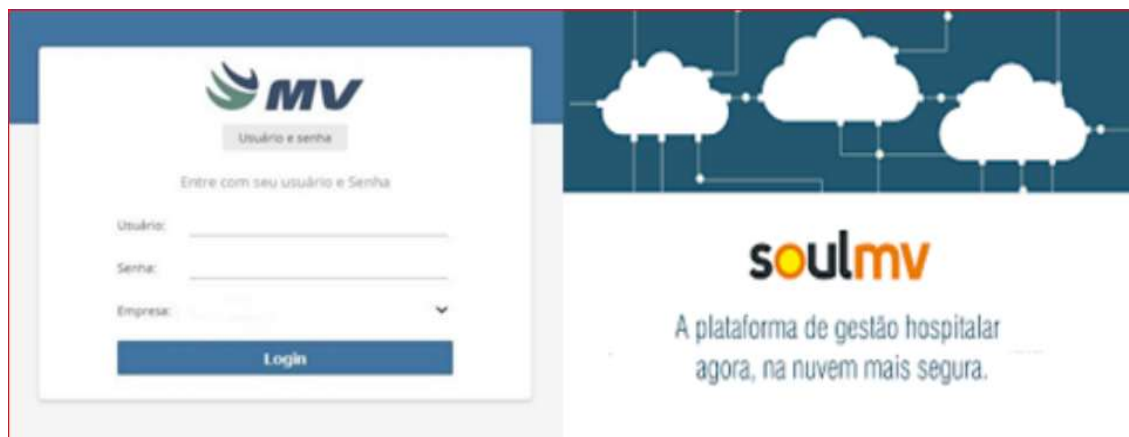 MV
Usuário e senha
Entre com seu usuário e Senha
Usuário:
Senha:
Empresa:
Login
soulmv
A plataforma de gestão hospitalar
agora, na nuvem mais segura.